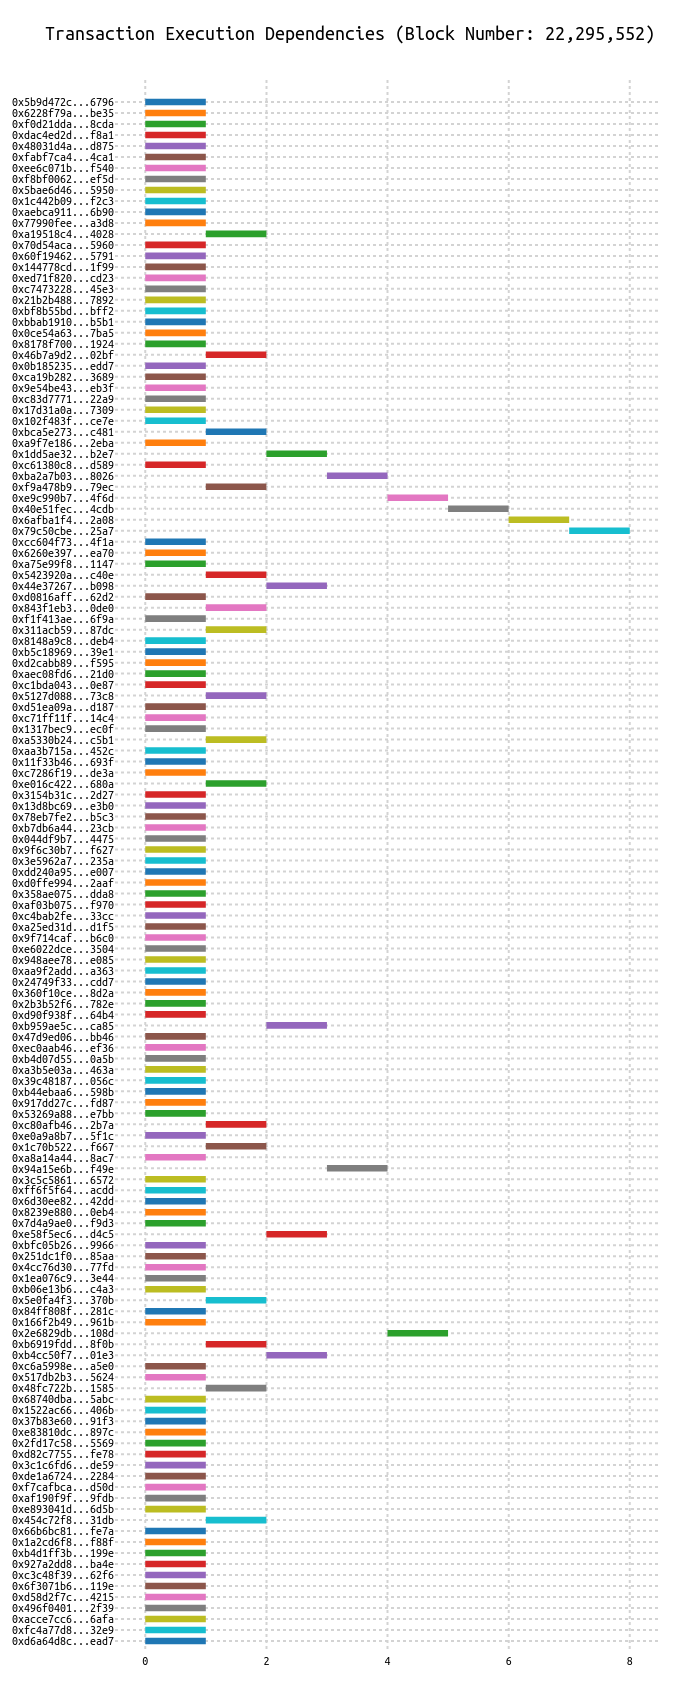 Transaction Execution Dependencies (Block Number: 22,295,552)
0x5b9d472c...6796
0x6228f79a...be35
0xf0d21dda...8cda
0xdac4ed2d...f8a1
0x48031d4a...d875
0xfabf7ca4...4ca1
0xee6c071b...f540
0xf8bf0062...ef5d
0x5bae6d46...5950
0x1c442b09...f2c3
0xaebca911...6b90
0x77990fee...a3d8
0xa19518c4...4028
0x70d54aca...5960
0x60f19462...5791
0x144778cd...1f99
0xed71f820...cd23
0xc7473228...45e3
0x21b2b488...7892
0xbf8b55bd...bff2
0xbbab1910...b5b1
0x0ce54a63...7ba5
0x8178f700...1924
0x46b7a9d2...02bf
0x0b185235...edd7
0xca19b282...3689
0x9e54be43...eb3f
0xc83d7771...22a9
0x17d31a0a...7309
0x102f483f...ce7e
0xbca5e273...c481
0xa9f7e186...2eba
0x1dd5ae32...b2e7
0xc61380c8...d589
0xba2a7b03...8026
0xf9a478b9...79ec
0xe9c990b7...4f6d
0x40e51fec...4cdb
0x6afba1f4...2a08
0x79c50cbe...25a7
0xcc604f73...4f1a
0x6260e397...ea70
0xa75e99f8...1147
0x5423920a...c40e
0x44e37267...b098
0xd0816aff...62d2
0x843f1eb3...0de0
0xf1f413ae...6f9a
0x311acb59...87dc
0x8148a9c8...deb4
0xb5c18969...39e1
0xd2cabb89...f595
0xaec08fd6...21d0
0xc1bda043...0e87
0x5127d088...73c8
0xd51ea09a...d187
0xc71ff11f...14c4
0x1317bec9...ec0f
0xa5330b24...c5b1
0xaa3b715a...452c
0x11f33b46...693f
0xc7286f19...de3a
0xe016c422...680a
0x3154b31c...2d27
0x13d8bc69...e3b0
0x78eb7fe2...b5c3
0xb7db6a44...23cb
0x044df9b7...4475
0x9f6c30b7...f627
0x3e5962a7...235a
0xdd240a95...e007
0xd0ffe994...2aaf
0x358ae075...dda8
0xaf03b075...f970
0xc4bab2fe...33cc
0xa25ed31d...d1f5
0x9f714caf...b6c0
0xe6022dce...3504
0x948aee78...e085
0xaa9f2add...a363
0x24749f33...cdd7
0x360f10ce...8d2a
0x2b3b52f6...782e
0xd90f938f...64b4
0xb959ae5c...ca85
0x47d9ed06...bb46
0xec0aab46...ef36
0xb4d07d55...0a5b
0xa3b5e03a...463a
0x39c48187...056c
0xb44ebaa6...598b
0x917dd27c...fd87
0x53269a88...e7bb
0xc80afb46...2b7a
0xe0a9a8b7...5f1c
0x1c70b522...f667
0xa8a14a44...8ac7
0x94a15e6b...f49e
0x3c5c5861...6572
0xff6f5f64...acdd
0x6d30ee82...42dd
0x8239e880...0eb4
0x7d4a9ae0...f9d3
0xe58f5ec6...d4c5
0xbfc05b26...9966
0x251dc1f0...85aa
0x4cc76d30...77fd
0x1ea076c9...3e44
0xb06e13b6...c4a3
0x5e0fa4f3...370b
0x84ff808f...281c
0x166f2b49...961b
0x2e6829db...108d
0xb6919fdd...8f0b
0xb4cc50f7...01e3
0xc6a5998e...a5e0
0x517db2b3...5624
0x48fc722b...1585
0x68740dba...5abc
0x1522ac66...406b
0x37b83e60...91f3
0xe83810dc...897c
0x2fd17c58...5569
0xd82c7755...fe78
0x3c1c6fd6...de59
0xde1a6724...2284
0xf7cafbca...d50d
0xaf190f9f...9fdb
0xe893041d...6d5b
0x454c72f8...31db
0x66b6bc81...fe7a
0x1a2cd6f8...f88f
0xb4d1ff3b...199e
0x927a2dd8...ba4e
0xc3c48f39...62f6
0x6f3071b6...119e
0xd58d2f7c...4215
0x496f0401...2f39
0xacce7cc6...6afa
0xfc4a77d8...32e9
0xd6a64d8c...ead7
0 2 4 6 8